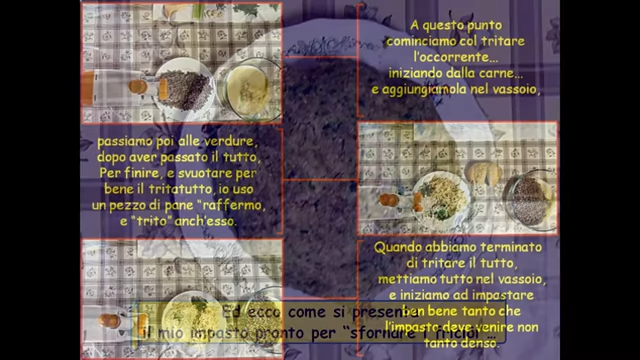 A questo punto
cominciamo col tritare
l'occorrente...
iniziando dalla carne...
e aggiungiamola nel vassoio,
passiamo poi alle verdure,
dopo aver passato il tutto,
Per finire, e svuotare per
bene il tritatutto, io uso
un pezzo di pane "raffermo,
e "trito" anch'esso.
Quando abbiamo terminato
di tritare il tutto,
mettiamo tutto nel vassoio,
e iniziamo ad impastare
ben bene tanto che
l'impasto deve venire non
tanto denso.
Ed ecco come si presenta
il mio impasto pronto per "sfornare i